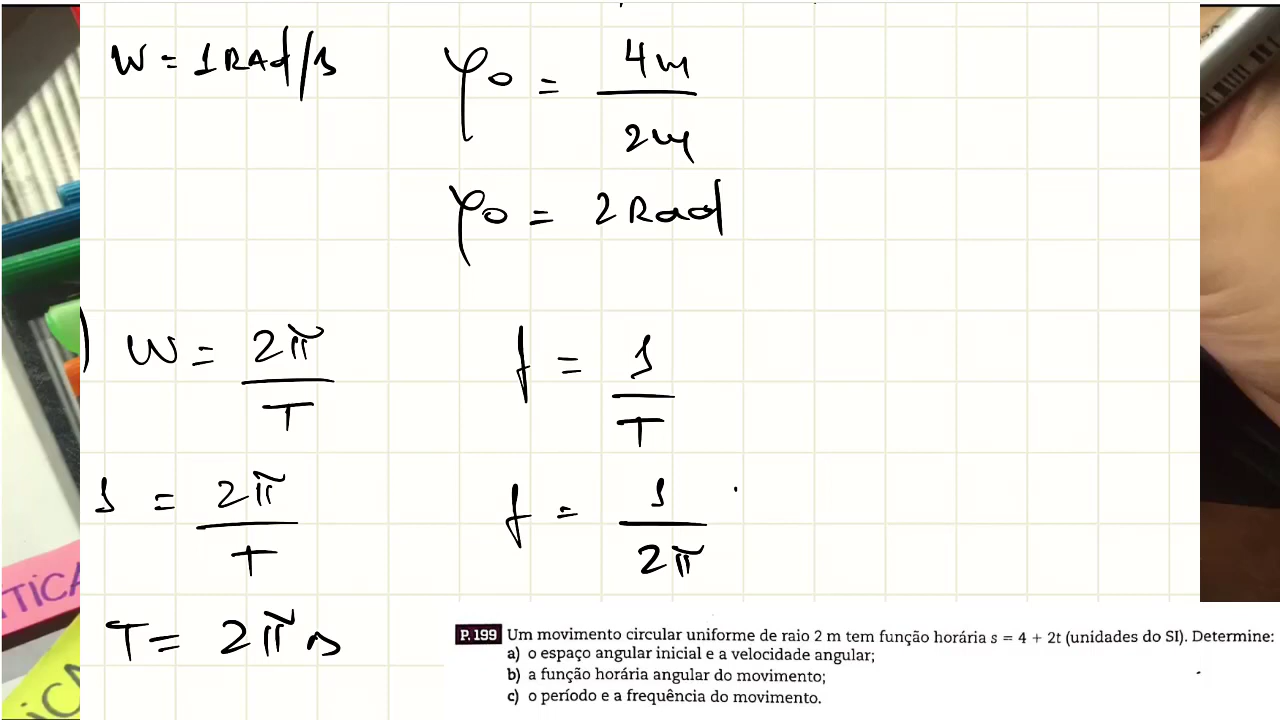 W = 1 RAd/s
φ0 = 4m / 2m
φ0 = 2 Rad
) W = 2π / T
f = 1 / T
1 = 2π / T
f = 1 / 2π
T = 2π s
P. 199 Um movimento circular uniforme de raio 2 m tem função horária s = 4 + 2t (unidades do SI). Determine:
a) o espaço angular inicial e a velocidade angular;
b) a função horária angular do movimento;
c) o período e a frequência do movimento.